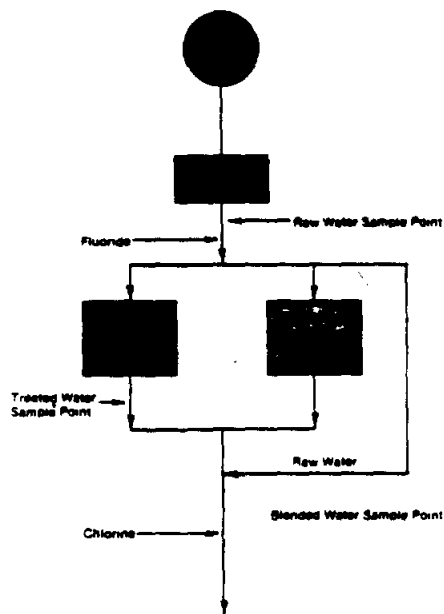 Raw Water Sample Point
Fluoride
Treated Water
Sample Point
Raw Water
Blended Water Sample Point
Chlorine